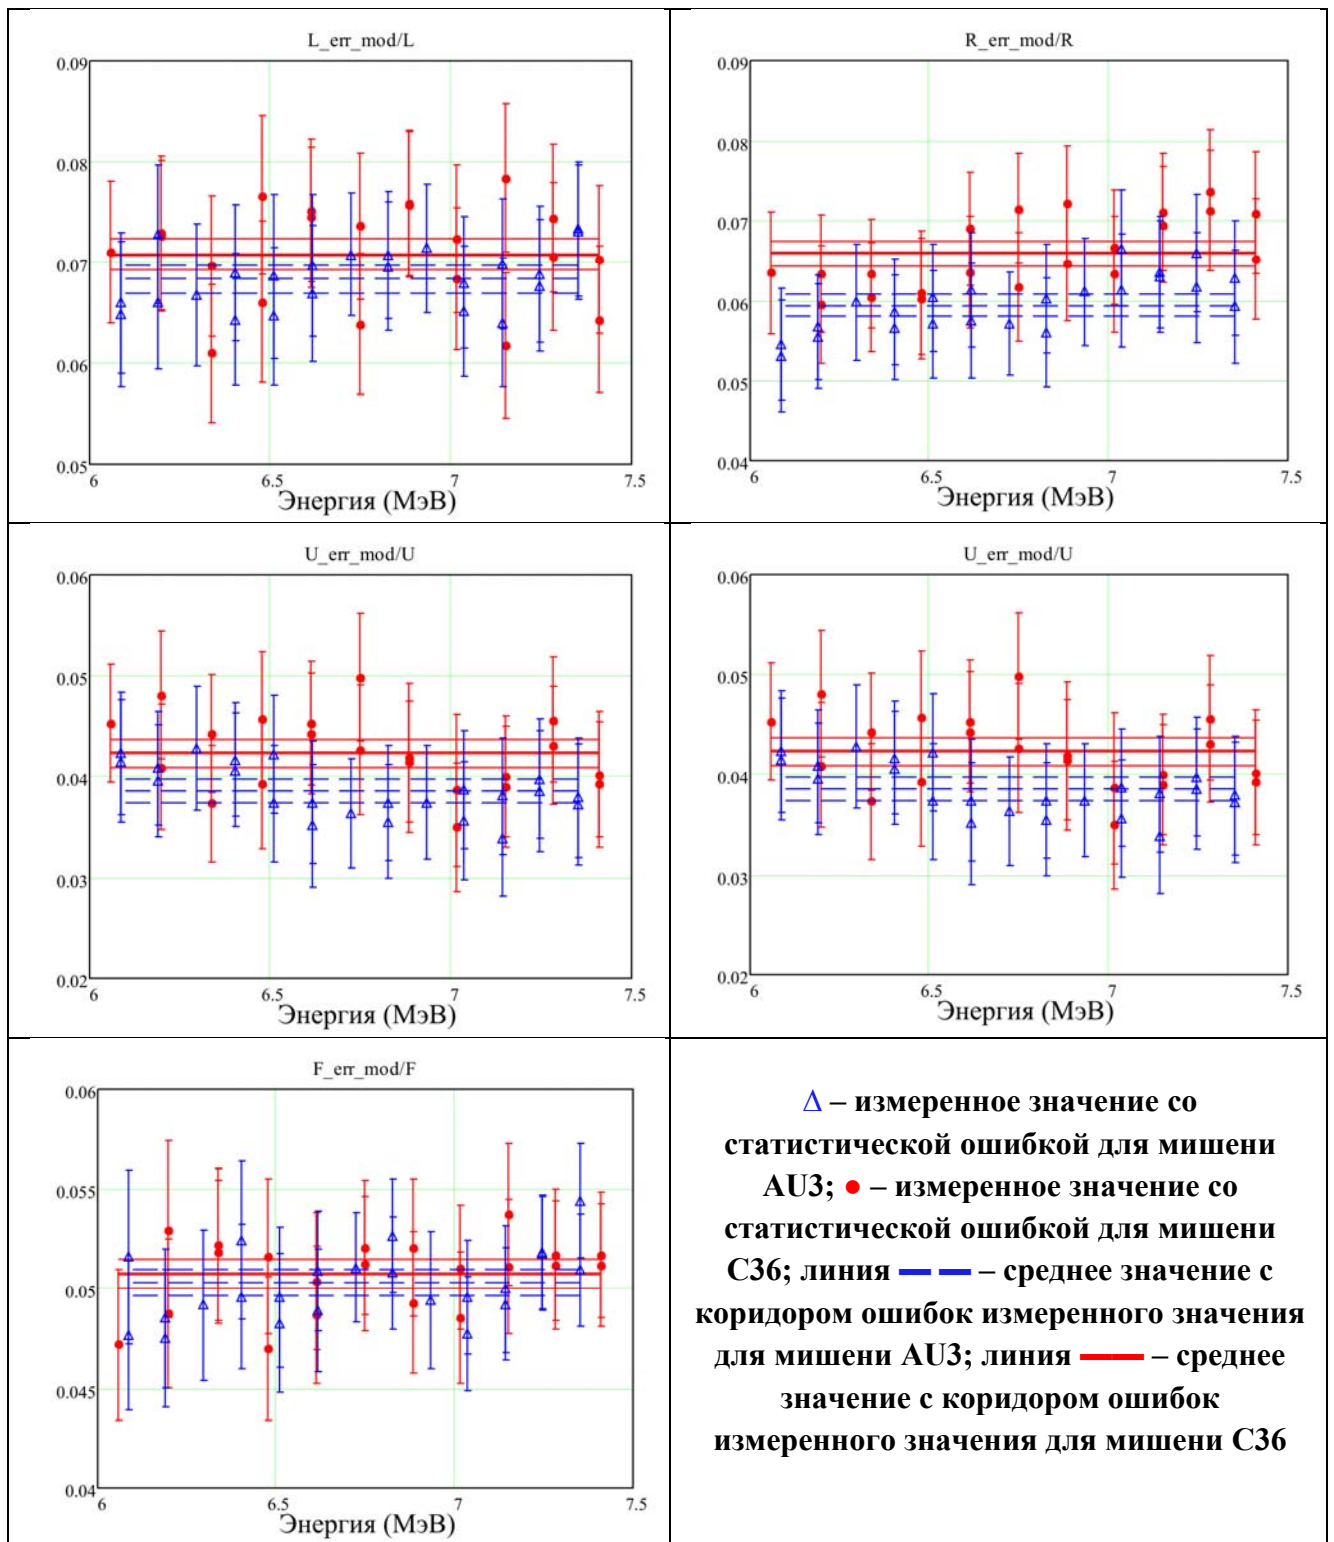 L_err_mod/L
0.09
0.08
0.07
0.06
0.05
6
6.5
7
7.5
Энергия (МэВ)
R_err_mod/R
0.09
0.08
0.07
0.06
0.05
0.04
6
6.5
7
7.5
Энергия (МэВ)
U_err_mod/U
0.06
0.05
0.04
0.03
0.02
6
6.5
7
7.5
Энергия (МэВ)
U_err_mod/U
0.06
0.05
0.04
0.03
0.02
6
6.5
7
7.5
Энергия (МэВ)
F_err_mod/F
0.06
0.055
0.05
0.045
0.04
6
6.5
7
7.5
Энергия (МэВ)
Δ – измеренное значение со
статистической ошибкой для мишени
AU3; ● – измеренное значение со
статистической ошибкой для мишени
C36; линия — — – среднее значение с
коридором ошибок измеренного значения
для мишени AU3; линия —— – среднее
значение с коридором ошибок
измеренного значения для мишени C36